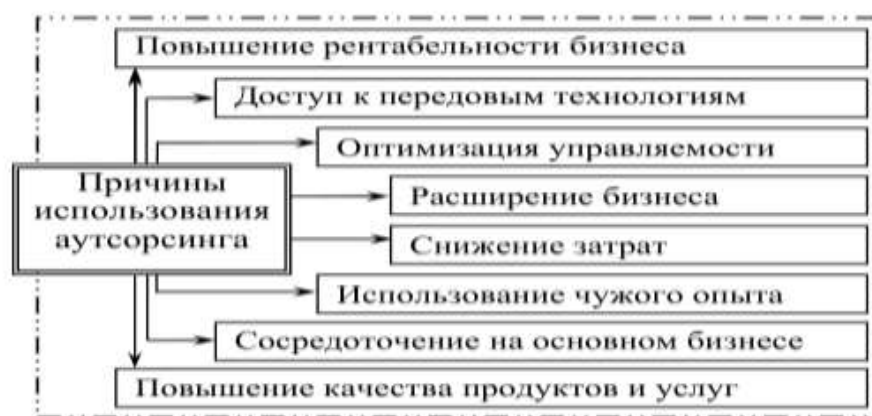 Повышение рентабельности бизнеса
Доступ к передовым технологиям
Оптимизация управляемости
Причины
использования
аутсорсинга
Расширение бизнеса
Снижение затрат
Использование чужого опыта
Сосредоточение на основном бизнесе
Повышение качества продуктов и услуг